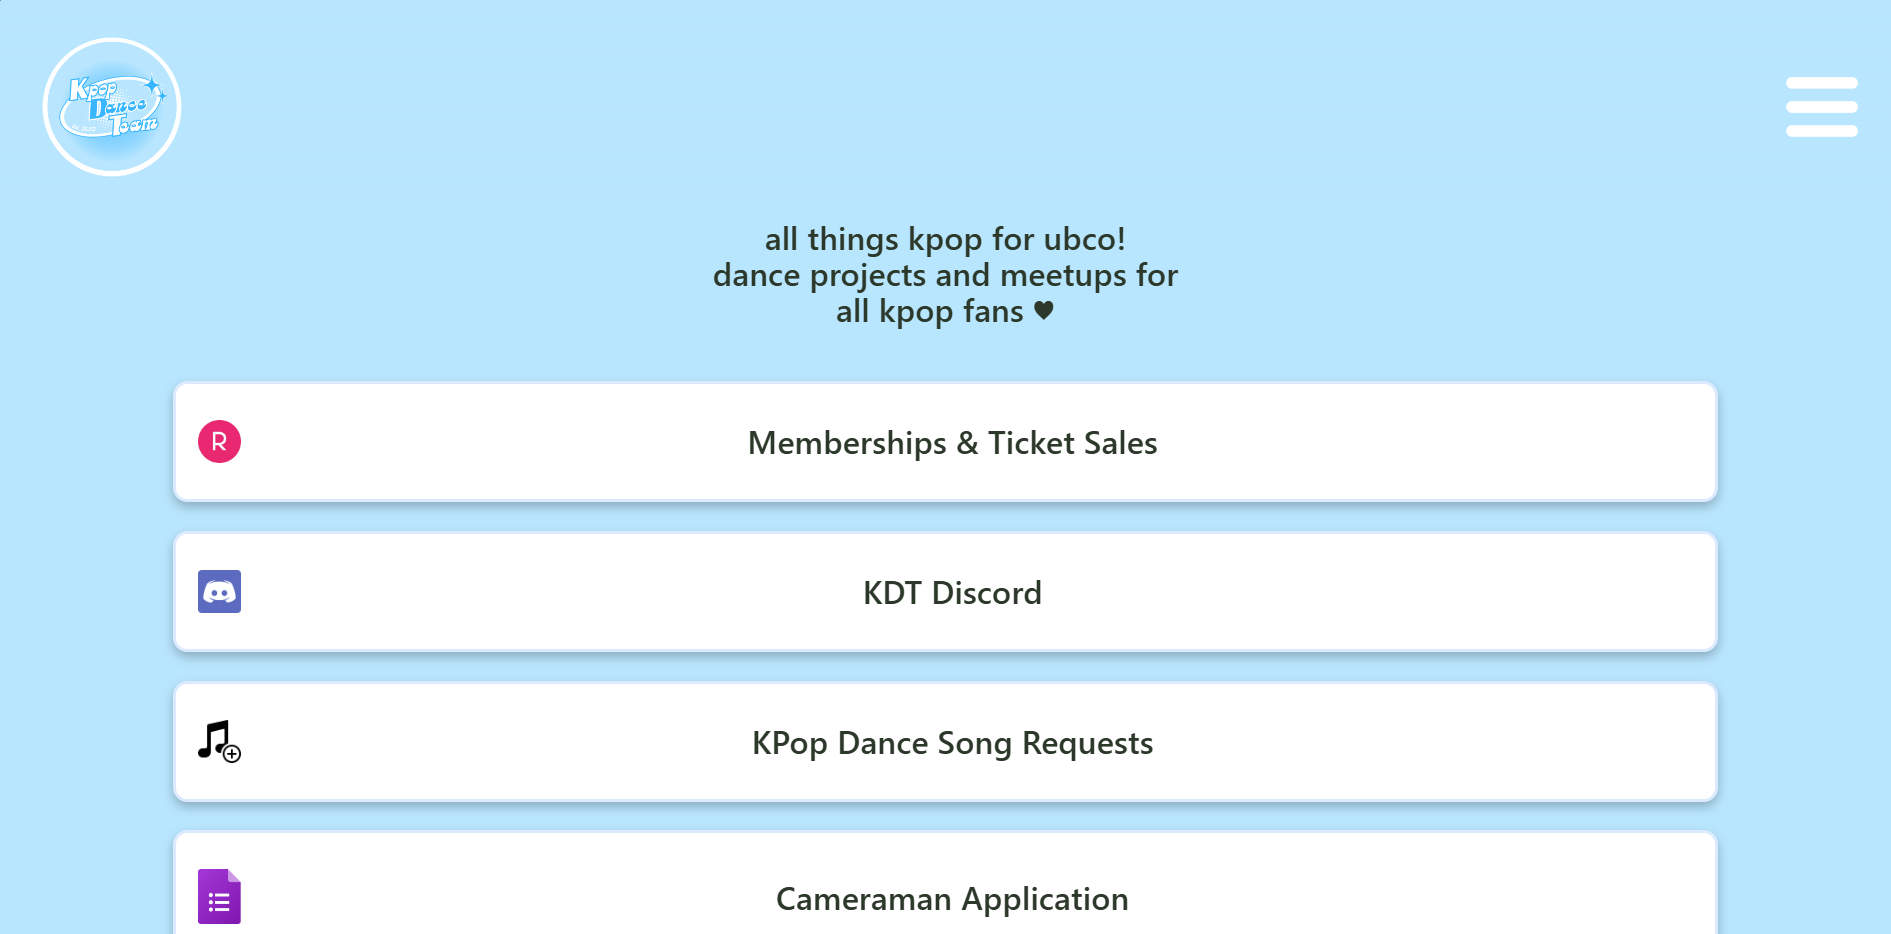 Kpop
Dance
Team
all things kpop for ubco!
dance projects and meetups for
all kpop fans ♥
R
Memberships & Ticket Sales
KDT Discord
KPop Dance Song Requests
Cameraman Application